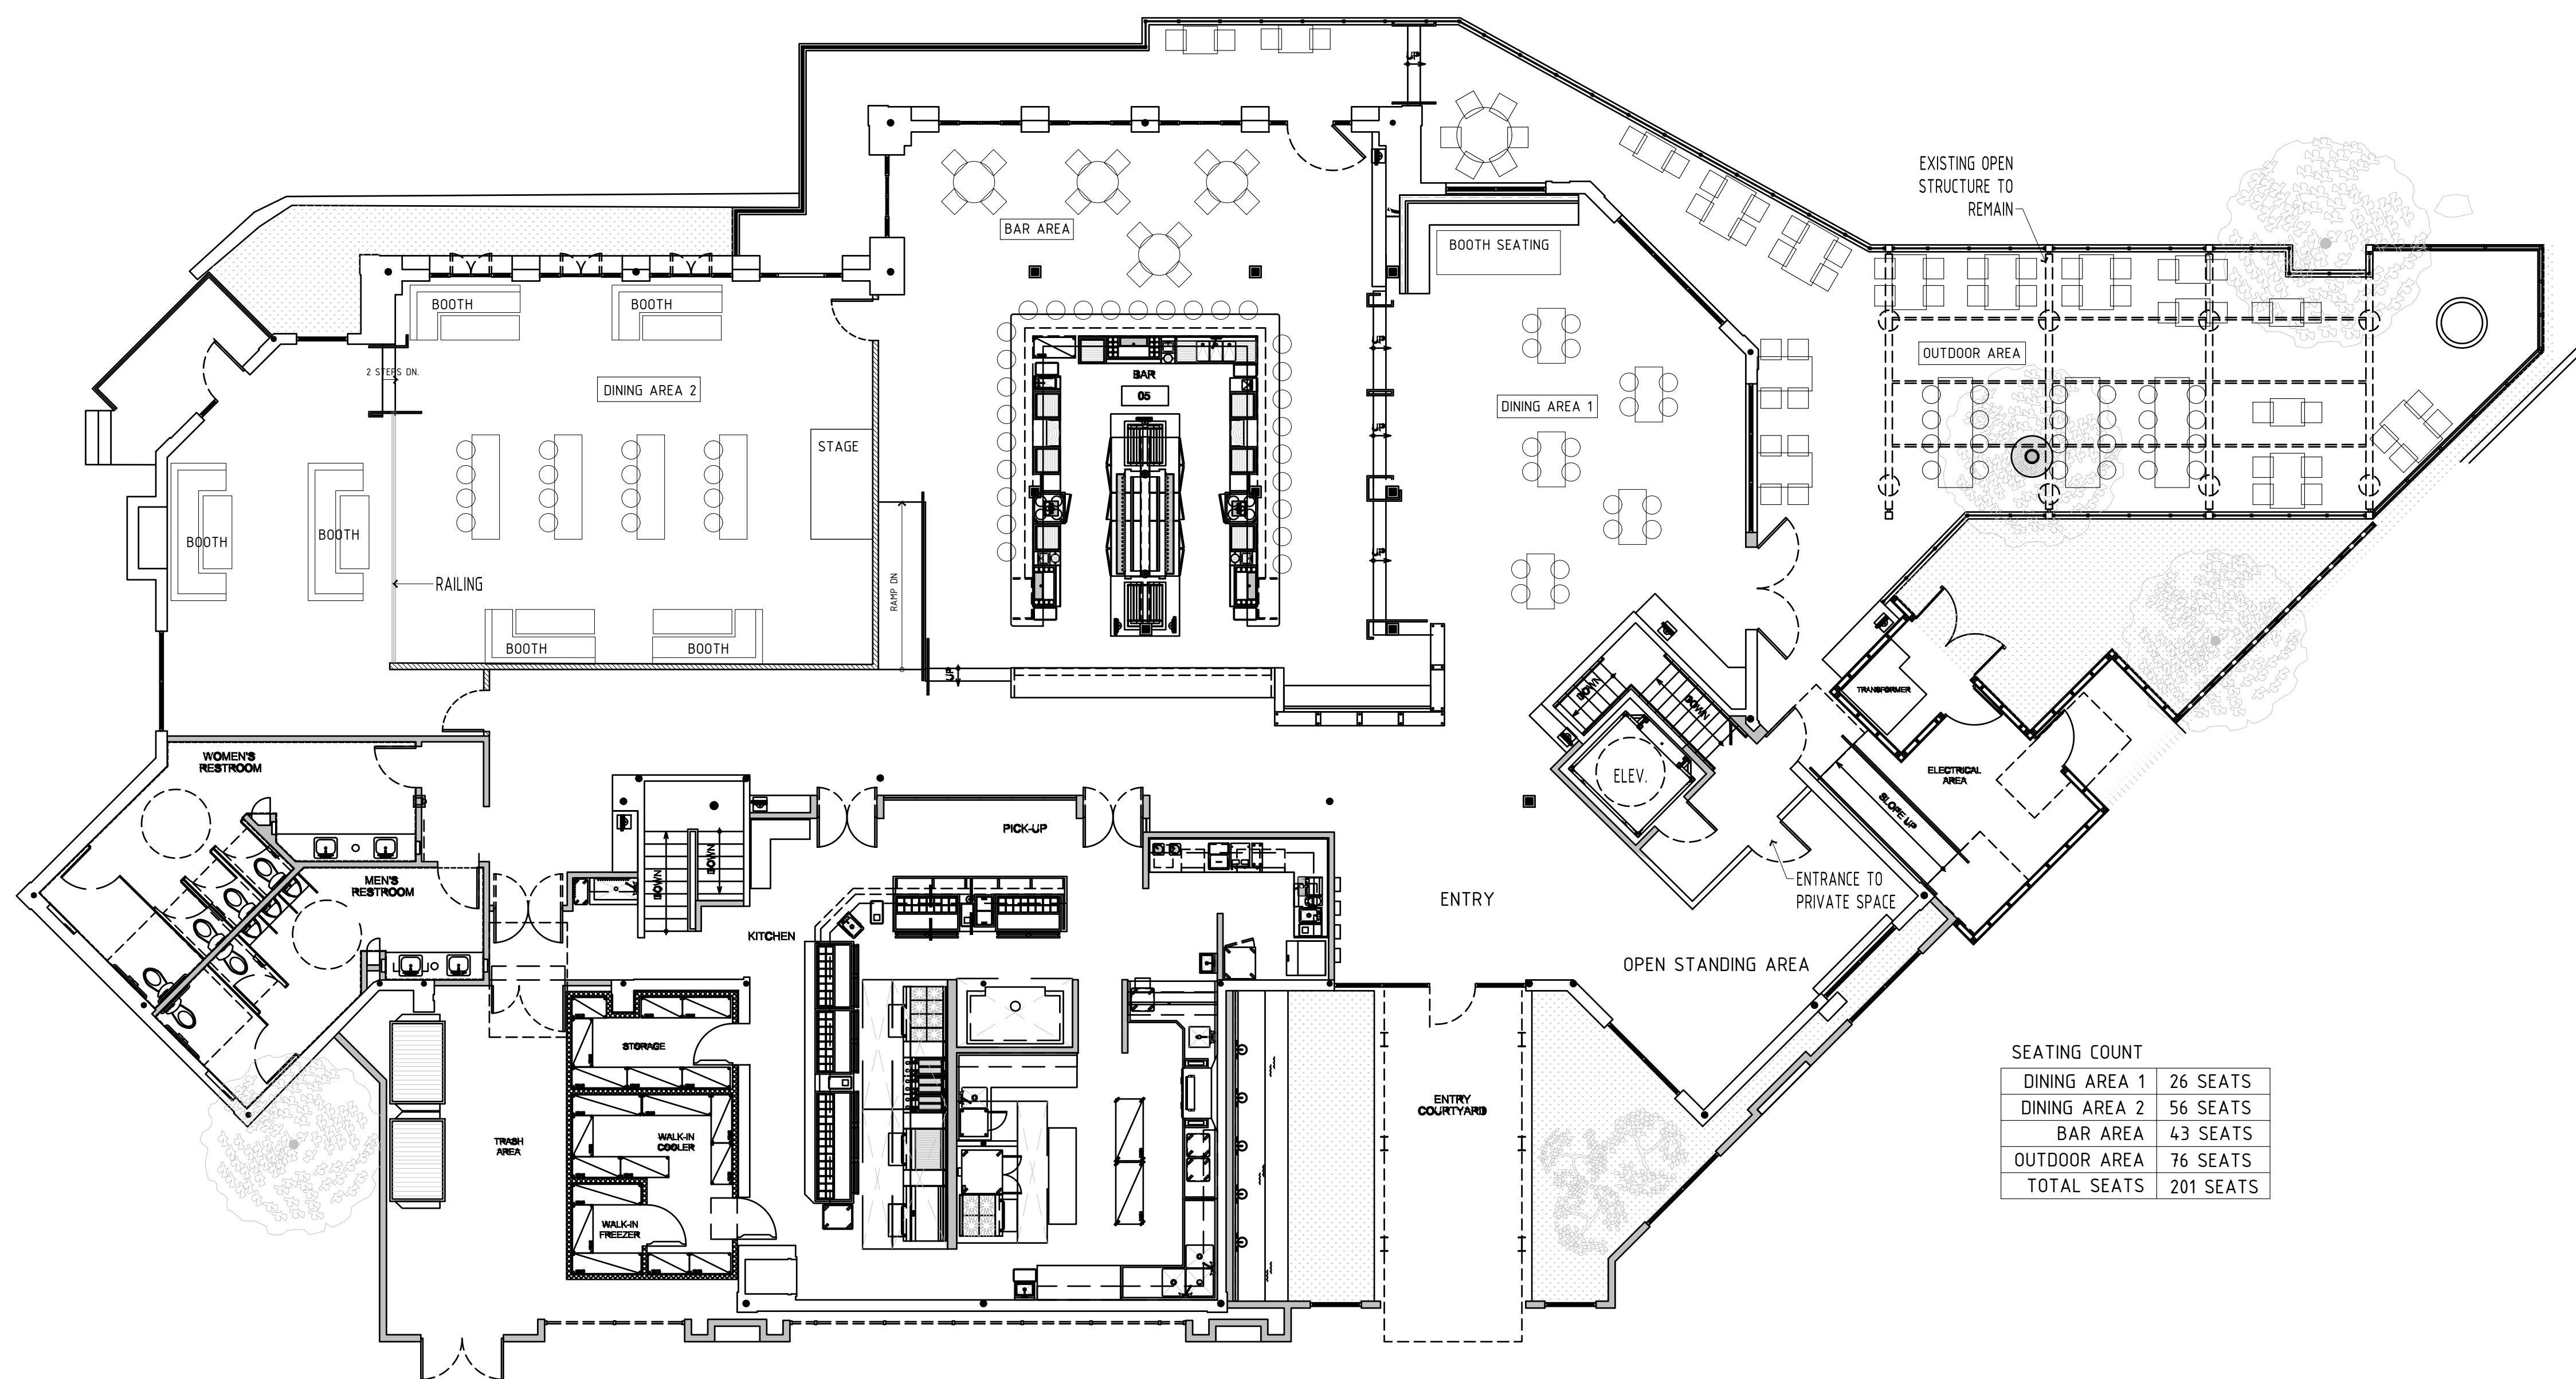 UP
EXISTING OPEN
STRUCTURE TO
REMAIN
BAR AREA
BOOTH SEATING
BOOTH
BOOTH
UP
OUTDOOR AREA
2 STEPS DN.
BAR
05
DINING AREA 2
DINING AREA 1
UP
STAGE
BOOTH
BOOTH
UP
RAILING
RAMP DN
BOOTH
BOOTH
UP
DOWN
DOWN
TRANSFORMER
WOMEN'S
RESTROOM
ELEV.
ELECTRICAL
AREA
SLOPE UP
PICK-UP
DOWN
DOWN
MEN'S
RESTROOM
ENTRANCE TO
PRIVATE SPACE
ENTRY
KITCHEN
OPEN STANDING AREA
STORAGE
SEATING COUNT
DINING AREA 1 26 SEATS
DINING AREA 2 56 SEATS
BAR AREA 43 SEATS
OUTDOOR AREA 76 SEATS
TOTAL SEATS 201 SEATS
ENTRY
COURTYARD
TRASH
AREA
WALK-IN
COOLER
WALK-IN
FREEZER